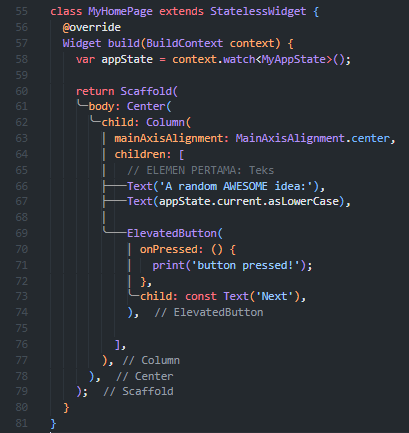 55 class MyHomePage extends StatelessWidget {
56   @override
57   Widget build(BuildContext context) {
58     var appState = context.watch<MyAppState>();
59
60     return Scaffold(
61       body: Center(
62         child: Column(
63           mainAxisAlignment: MainAxisAlignment.center,
64           children: [
65             // ELEMEN PERTAMA: Teks
66             Text('A random AWESOME idea:'),
67             Text(appState.current.asLowerCase),
68
69             ElevatedButton(
70               onPressed: () {
71                 print('button pressed!');
72               },
73               child: const Text('Next'),
74             ),  // ElevatedButton
75
76           ],
77         ), // Column
78       ),  // Center
79     );  // Scaffold
80   }
81 }